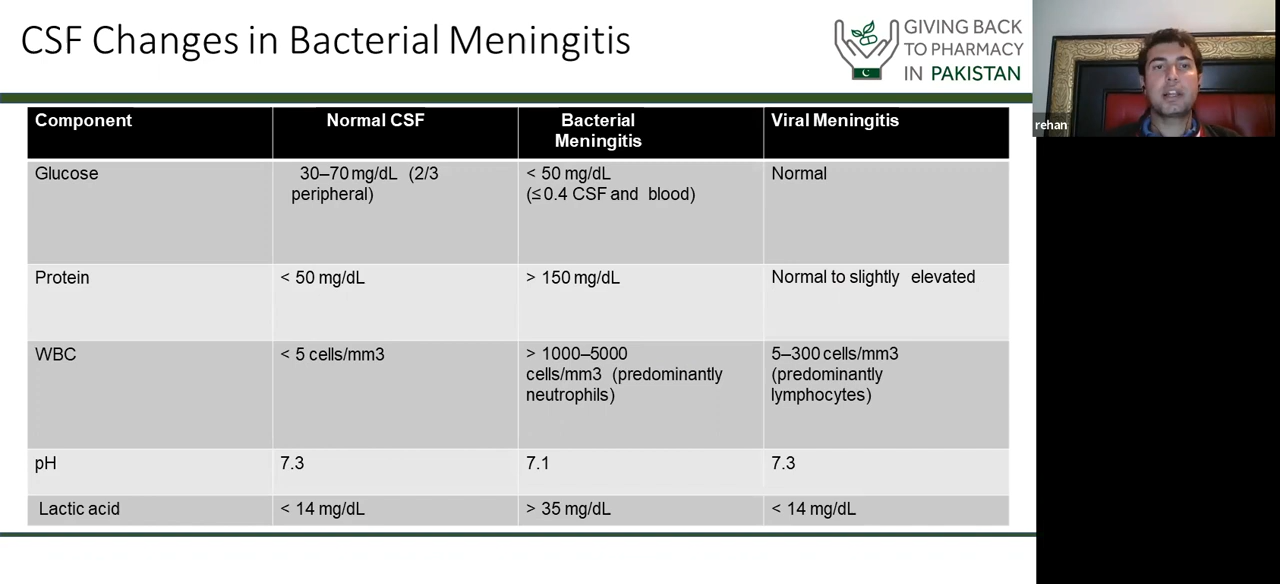 CSF Changes in Bacterial Meningitis
GIVING BACK
TO PHARMACY
IN PAKISTAN
rehan
Component
Normal CSF
Bacterial
Meningitis
Viral Meningitis
Glucose
30–70 mg/dL (2/3
peripheral)
< 50 mg/dL
(≤0.4 CSF and blood)
Normal
Protein
< 50 mg/dL
> 150 mg/dL
Normal to slightly elevated
WBC
< 5 cells/mm3
> 1000–5000
cells/mm3 (predominantly
neutrophils)
5–300 cells/mm3
(predominantly
lymphocytes)
pH
7.3
7.1
7.3
Lactic acid
< 14 mg/dL
> 35 mg/dL
< 14 mg/dL